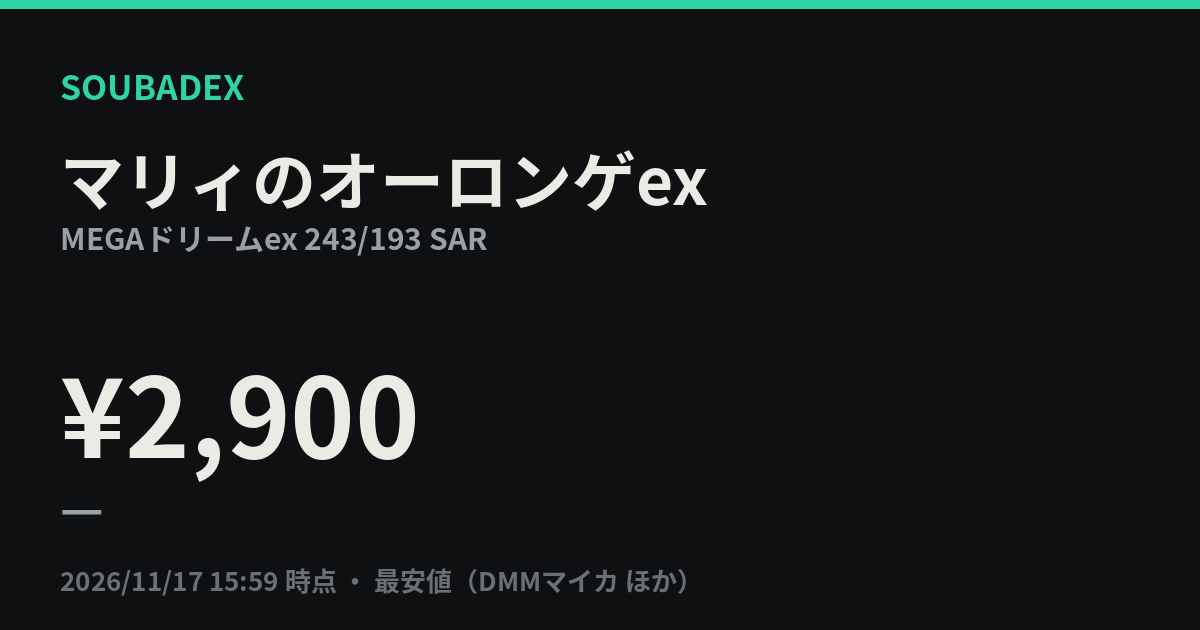 SOUBADEX
マリィのオーロンゲex
MEGAドリームex 243/193 SAR
¥2,900
—
2026/11/17 15:59 時点 ・ 最安値（DMMマイカ ほか）